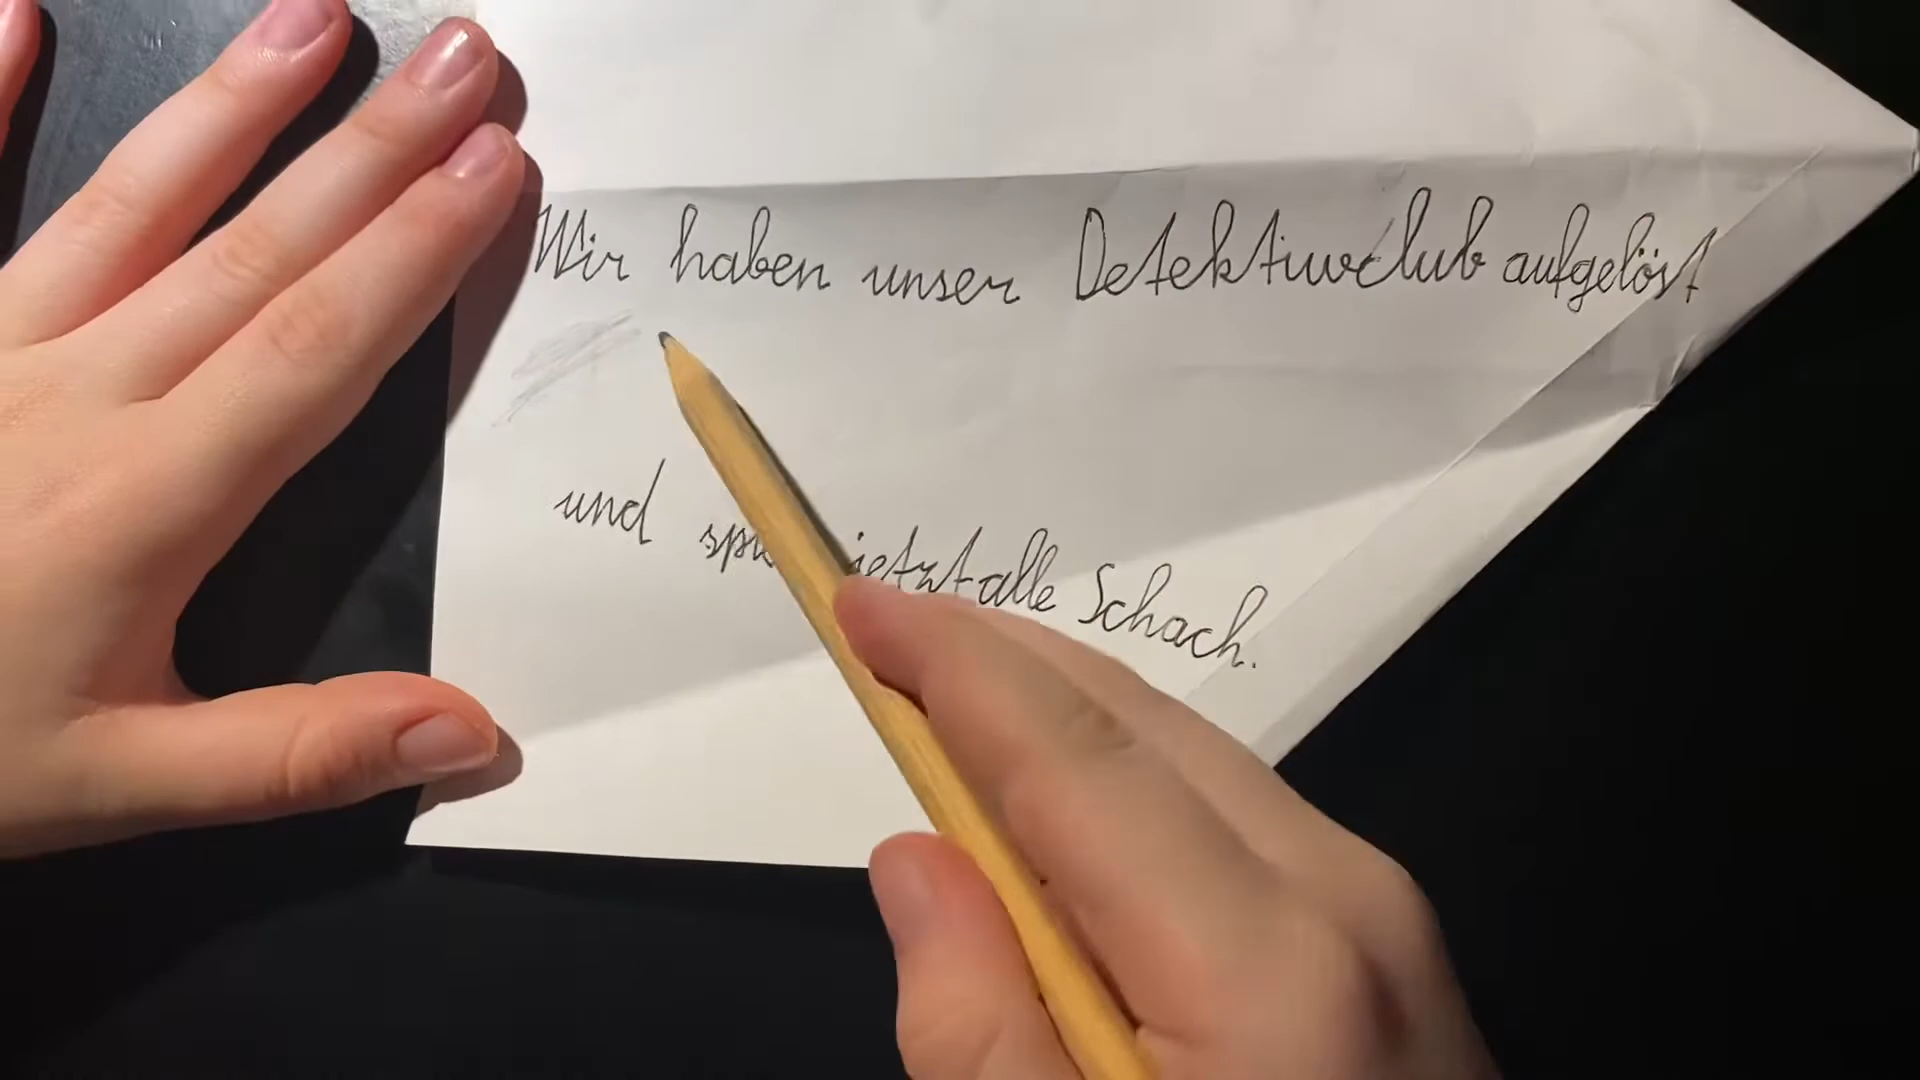 Wir haben unser Detektivclub aufgelöst
und jetzt alle Schach.